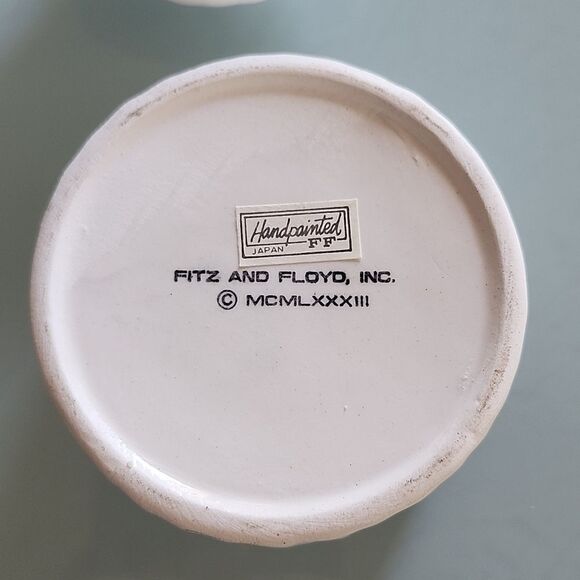 Handpainted
JAPAN FF
FITZ AND FLOYD, INC.
© MCMLXXXIII